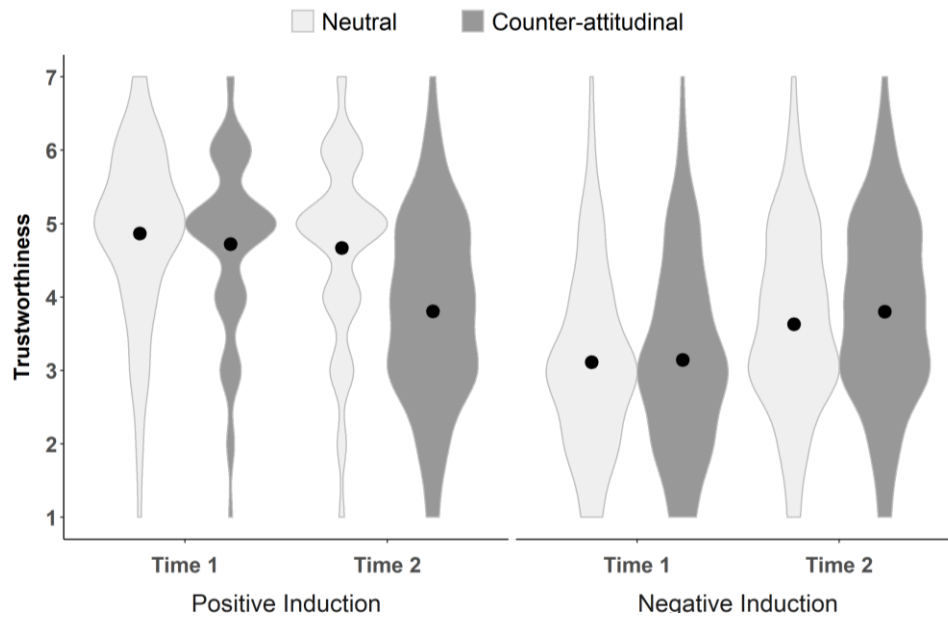 Neutral Counter-attitudinal
Trustworthiness
7
6
5
4
3
2
1
Time 1 Time 2 Time 1 Time 2
Positive Induction Negative Induction